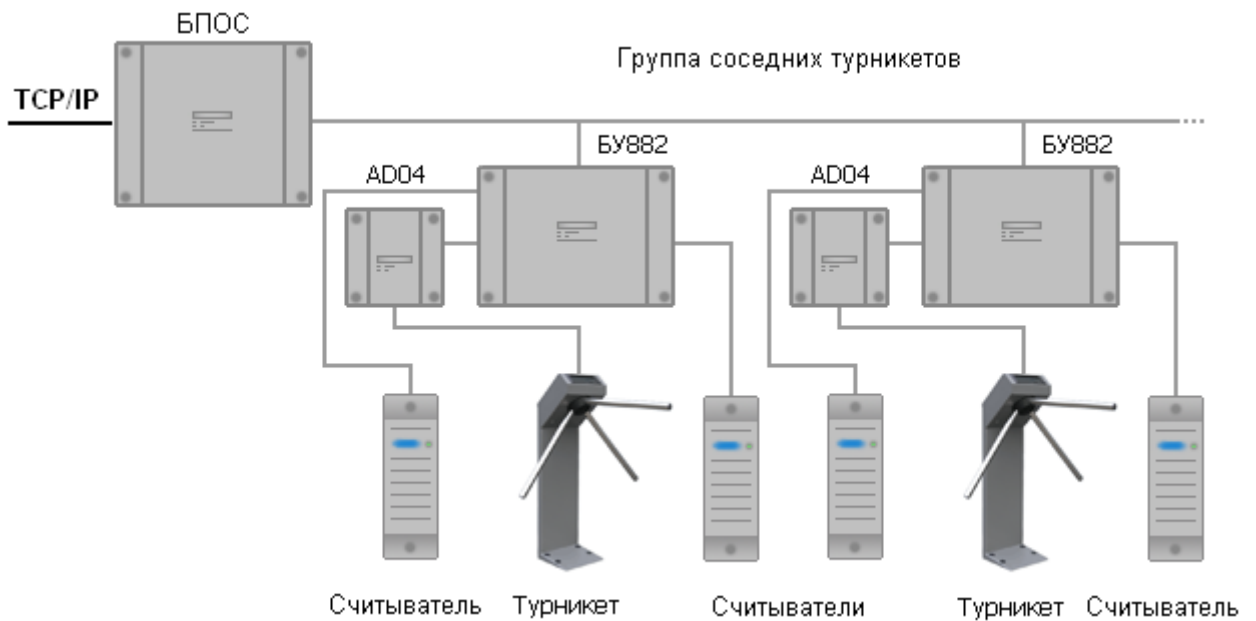 БПОС
Группа соседних турникетов
TCP/IP
БУ882
БУ882
AD04
AD04
Считыватель
Турникет
Считыватели
Турникет
Считыватель